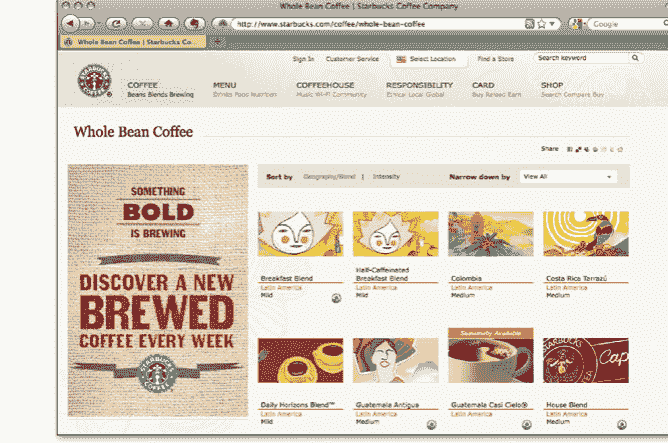 Whole Bean Coffee | Starbucks Coffee Company
http://www.starbucks.com/coffee/whole-bean-coffee
Google
Whole Bean Coffee | Starbucks Co...
Sign In
Customer Service
Select Location
Find a Store
Search keyword
COFFEE
Beans Blends Brewing
MENU
Drinks Food Nutrition
COFFEEHOUSE
Music Wi-Fi Community
RESPONSIBILITY
Ethical Local Global
CARD
Buy Reload Earn
SHOP
Search Compare Buy
Whole Bean Coffee
Share
SOMETHING
BOLD
IS BREWING
DISCOVER A NEW
BREWED
COFFEE EVERY WEEK
STARBUCKS
COFFEE
Sort by
Geography/Blend
|
Intensity
Narrow down by
View All
Breakfast Blend
Latin America
Mild
Half-Caffeinated
Breakfast Blend
Latin America
Mild
Colombia
Latin America
Medium
Costa Rica Tarrazú
Latin America
Medium
Daily Horizons Blend™
Latin America
Mild
Guatemala Antigua
Latin America
Medium
Seasonally Available
Guatemala Casi Cielo®
Latin America
Medium
House Blend
Latin America
Medium